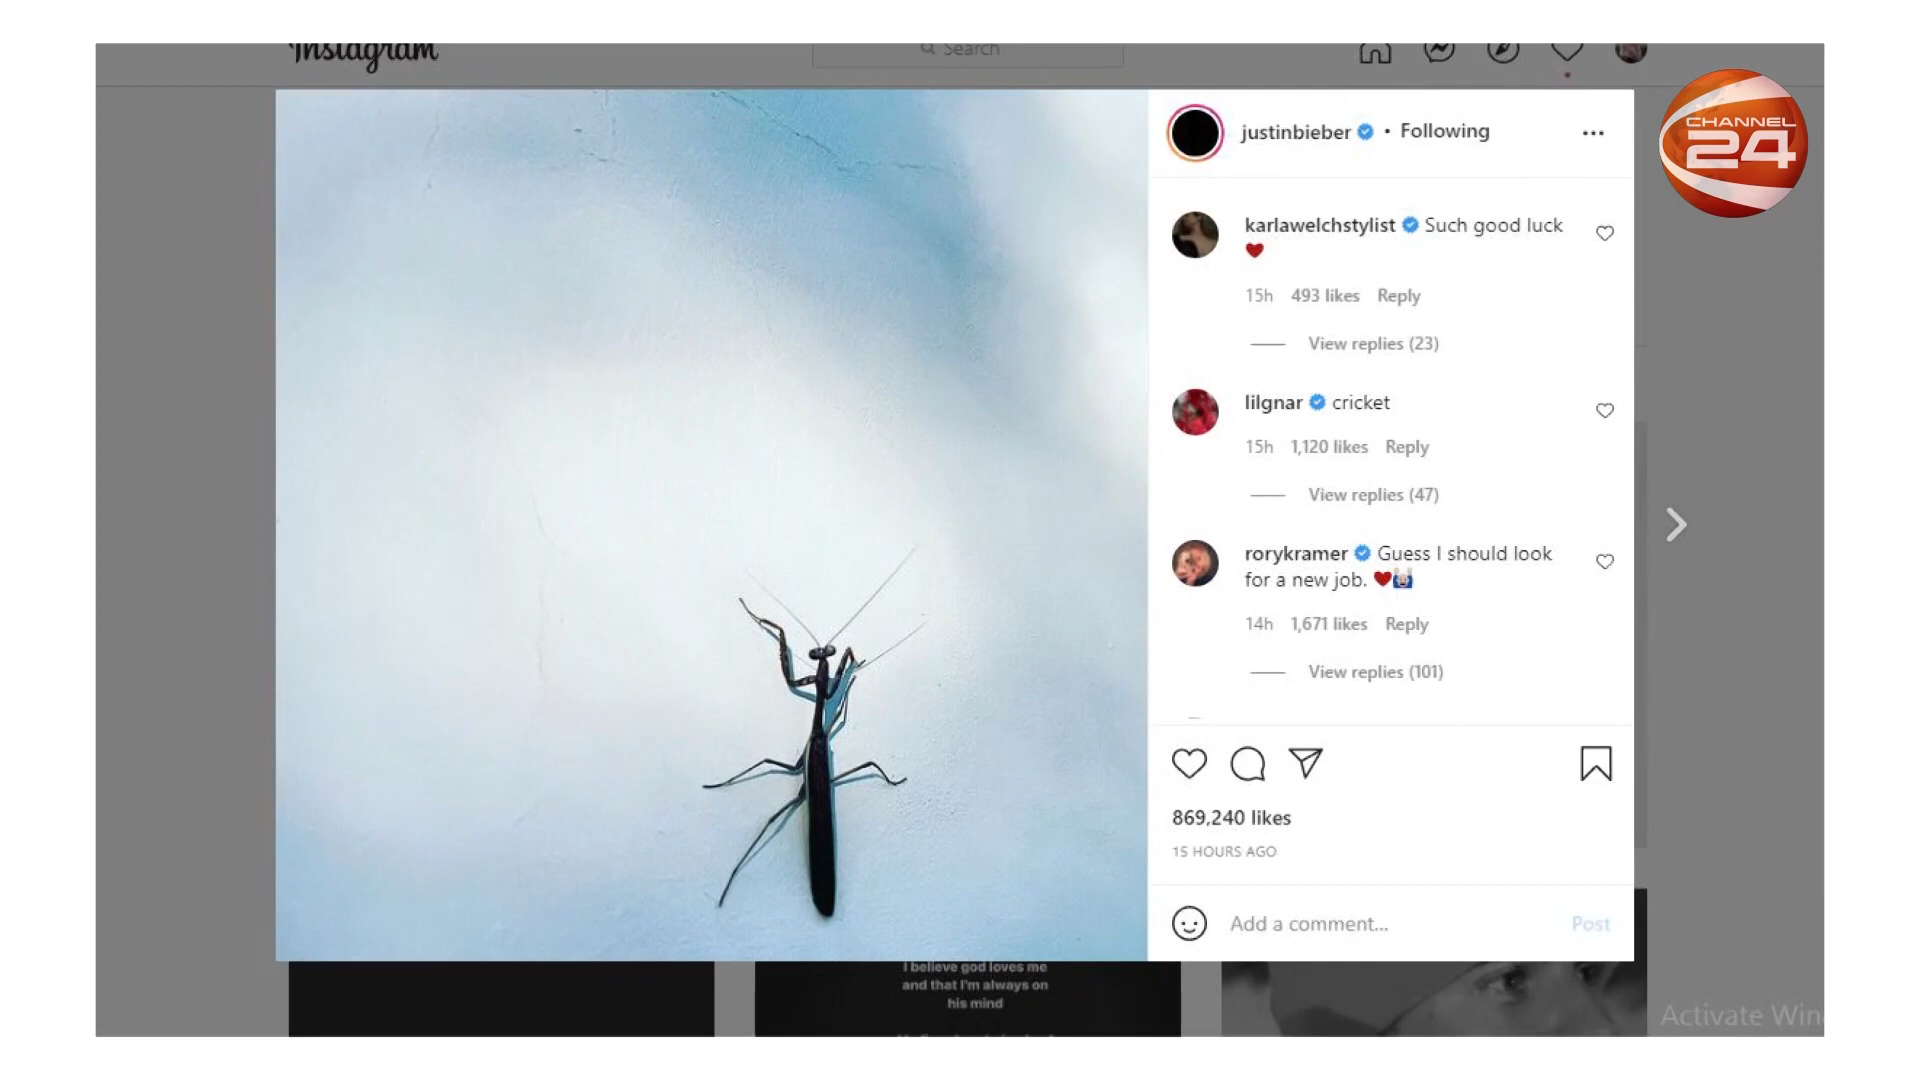 Instagram
Search
CHANNEL
24
justinbieber • Following
karlawelchstylist Such good luck
❤️
15h 493 likes Reply
View replies (23)
lilgnar cricket
15h 1,120 likes Reply
View replies (47)
rorykramer Guess I should look
for a new job. ❤️🙌
14h 1,671 likes Reply
View replies (101)
869,240 likes
15 HOURS AGO
Add a comment... Post
I believe god loves me
and that I'm always on
his mind
Activate Win